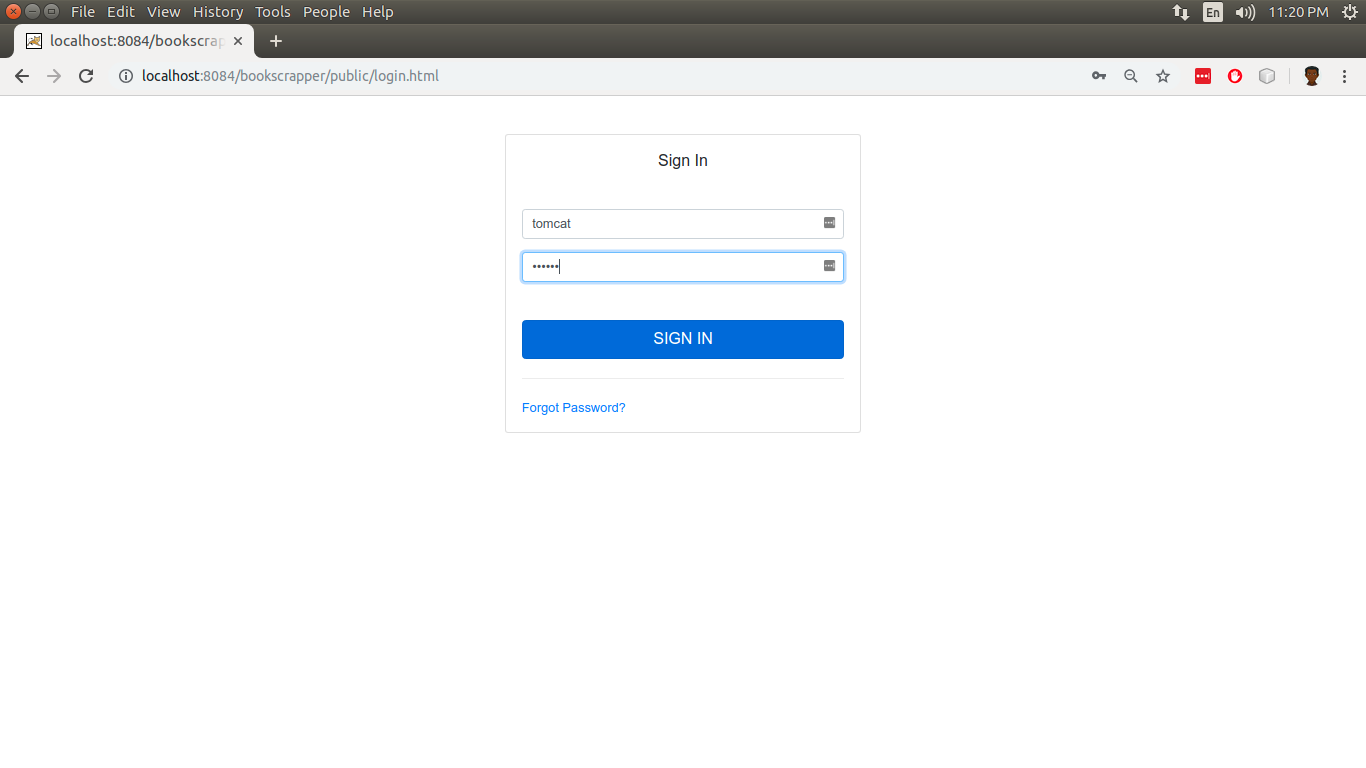 File Edit View History Tools People Help
En
11:20 PM
localhost:8084/bookscrap
localhost:8084/bookscrapper/public/login.html
Sign In
tomcat
••••••
SIGN IN
Forgot Password?